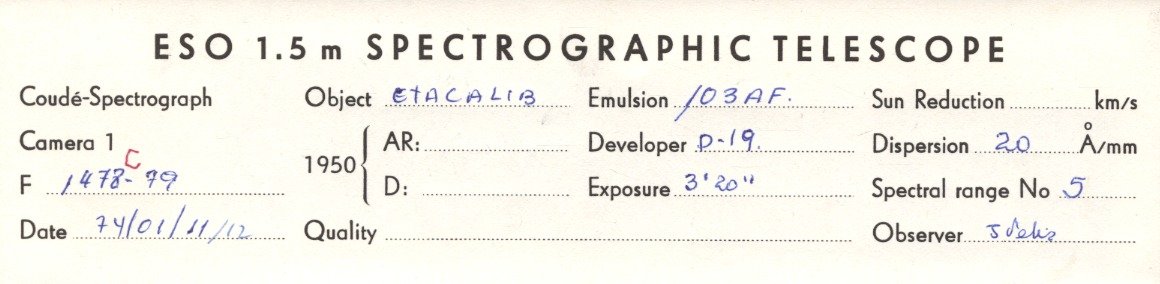 ESO 1.5 m SPECTROGRAPHIC TELESCOPE
Coudé-Spectrograph Object ETACALIB Emulsion 103AF. Sun Reduction km/s
Camera 1 1950 { AR: Developer D-19. Dispersion 20 Å/mm
C
F 1478-79 D: Exposure 3'20" Spectral range No 5
Date 74/01/11/12 Quality Observer J